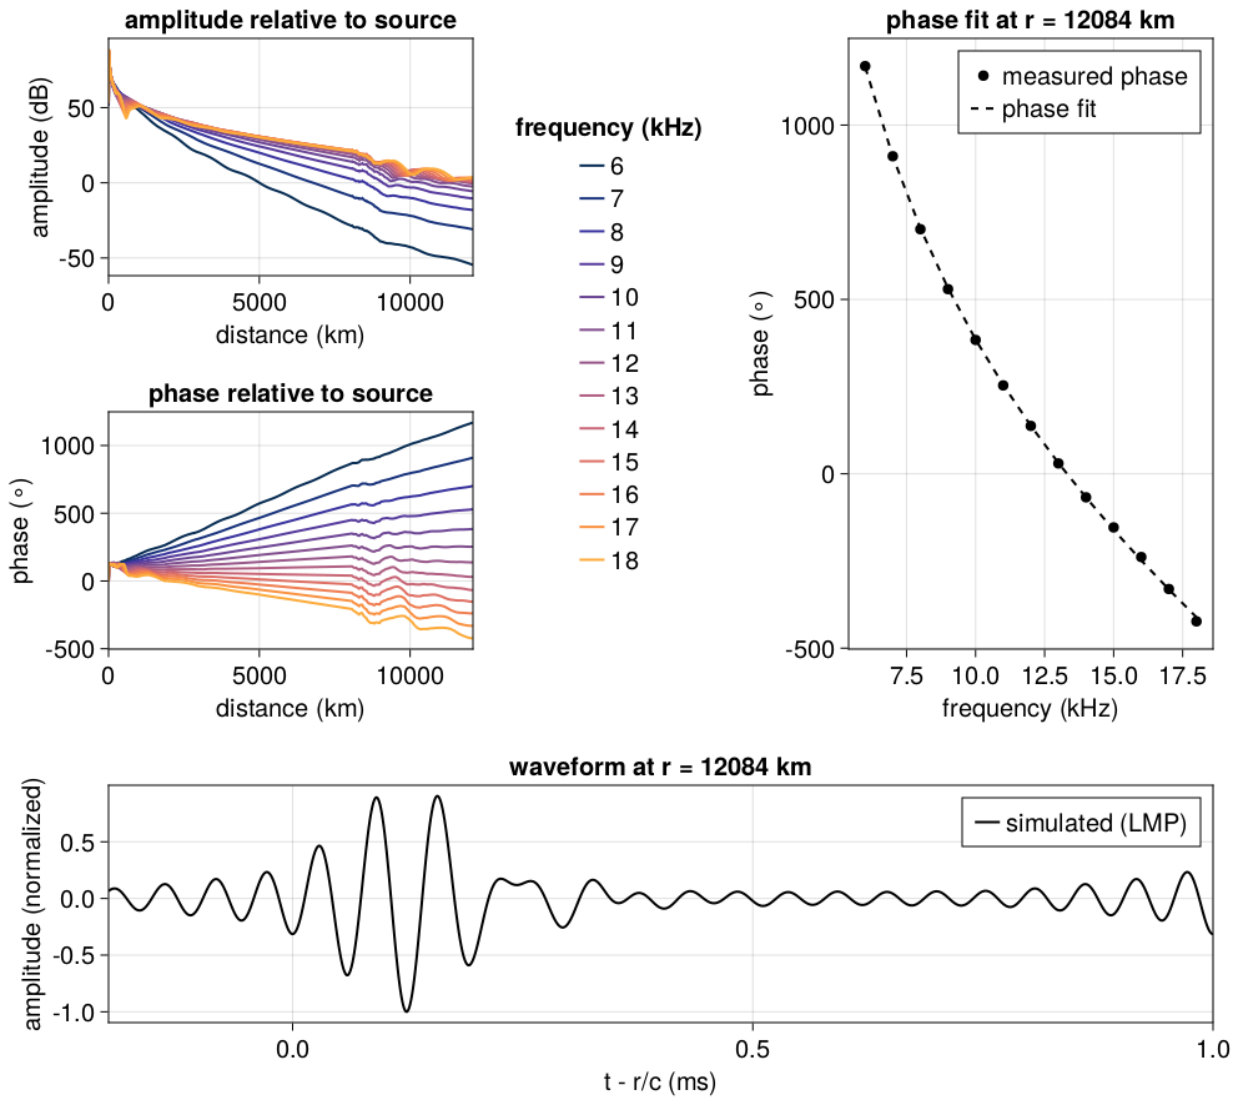 amplitude relative to source
amplitude (dB)
50
0
-50
0
5000
10000
distance (km)
phase relative to source
phase (°)
1000
500
0
-500
0
5000
10000
distance (km)
frequency (kHz)
6
7
8
9
10
11
12
13
14
15
16
17
18
phase fit at r = 12084 km
measured phase
phase fit
phase (°)
1000
500
0
-500
7.5
10.0
12.5
15.0
17.5
frequency (kHz)
waveform at r = 12084 km
simulated (LMP)
amplitude (normalized)
0.5
0.0
-0.5
-1.0
0.0
0.5
1.0
t - r/c (ms)